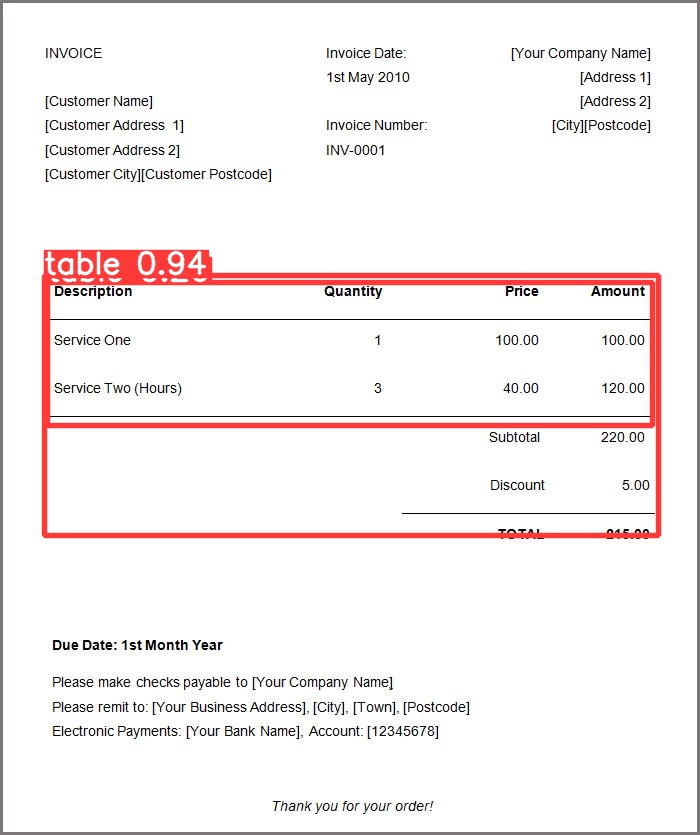 INVOICE
Invoice Date:
[Your Company Name]
1st May 2010
[Address 1]
[Customer Name]
[Address 2]
[Customer Address  1]
Invoice Number:
[City][Postcode]
[Customer Address 2]
INV-0001
[Customer City][Customer Postcode]
table 0.94
Description Quantity Price Amount
Service One 1 100.00 100.00
Service Two (Hours) 3 40.00 120.00
Subtotal 220.00
Discount 5.00
TOTAL 215.00
Due Date: 1st Month Year
Please make checks payable to [Your Company Name]
Please remit to: [Your Business Address], [City], [Town], [Postcode]
Electronic Payments: [Your Bank Name], Account: [12345678]
Thank you for your order!